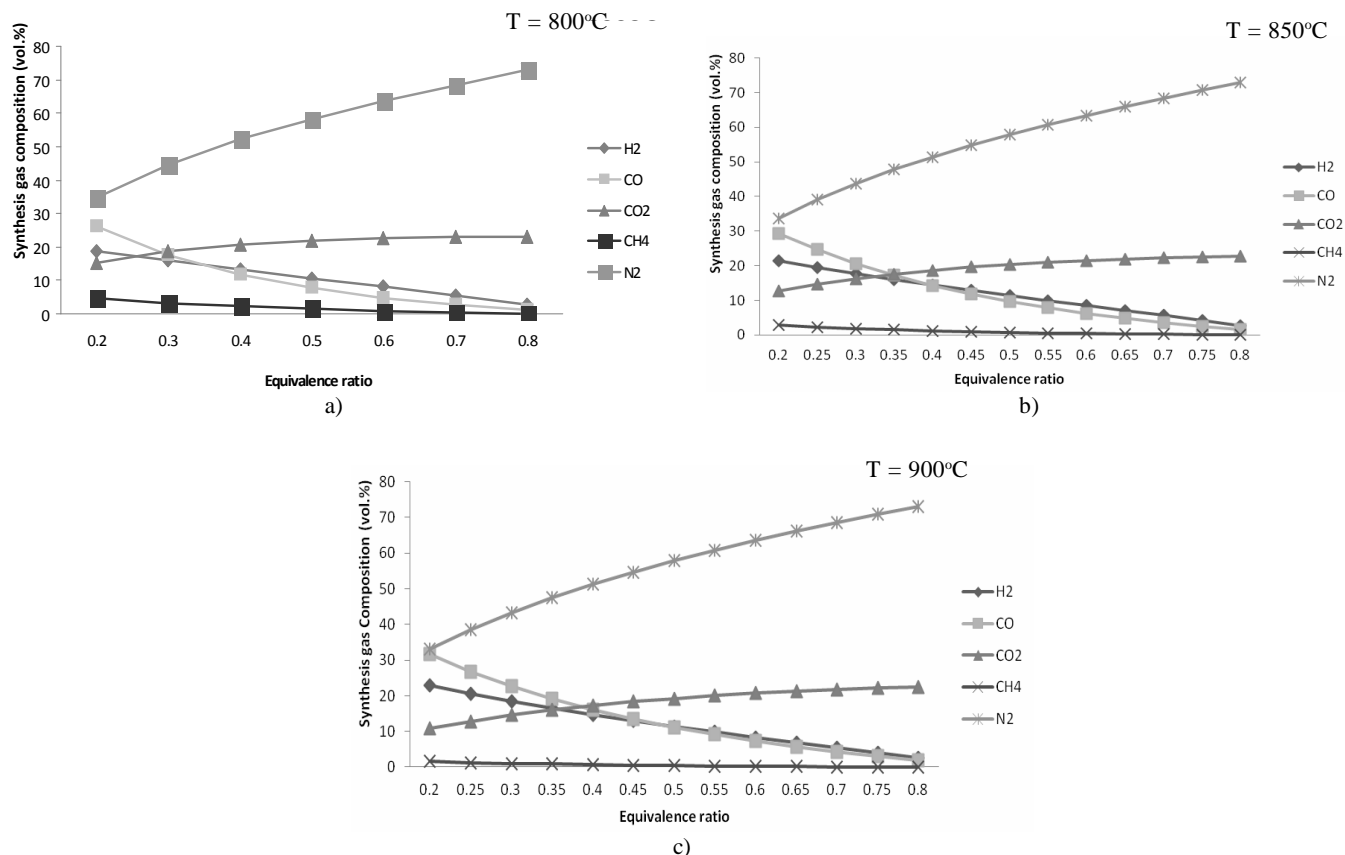 T = 800°C
Synthesis gas composition (vol.%)
80
70
60
50
40
30
20
10
0
0.2 0.3 0.4 0.5 0.6 0.7 0.8
Equivalence ratio
H2
CO
CO2
CH4
N2
a)
T = 850°C
Synthesis gas composition (vol.%)
80
70
60
50
40
30
20
10
0
0.2 0.25 0.3 0.35 0.4 0.45 0.5 0.55 0.6 0.65 0.7 0.75 0.8
Equivalence ratio
H2
CO
CO2
CH4
N2
b)
T = 900°C
Synthesis gas Composition (vol.%)
80
70
60
50
40
30
20
10
0
0.2 0.25 0.3 0.35 0.4 0.45 0.5 0.55 0.6 0.65 0.7 0.75 0.8
Equivalence ratio
H2
CO
CO2
CH4
N2
c)